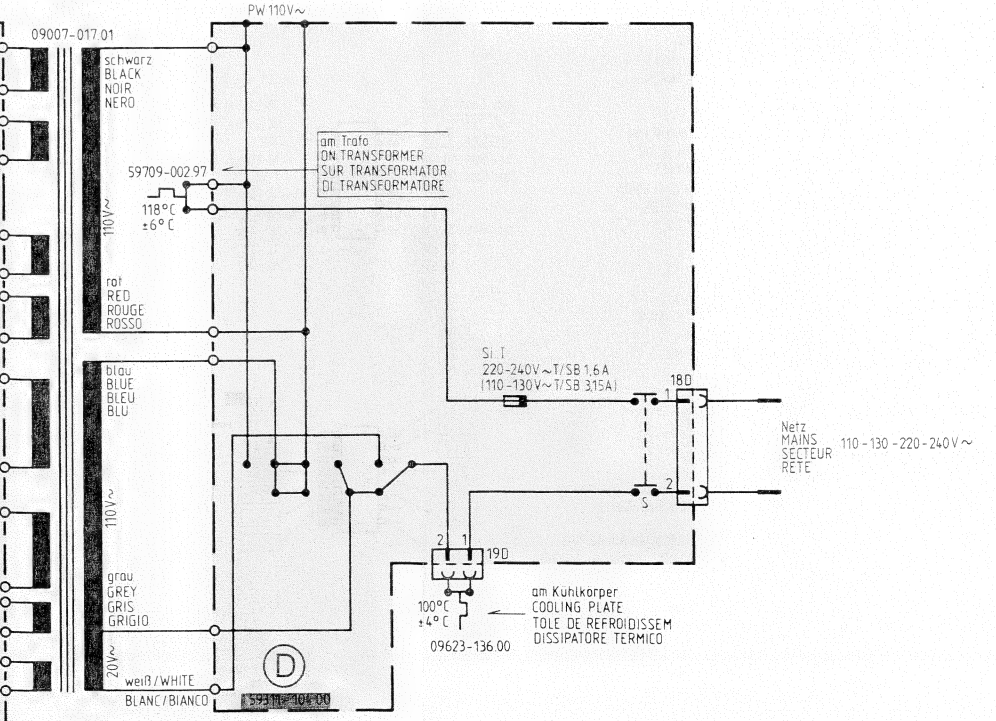 PW 110V~
09007-017.01
schwarz
BLACK
NOIR
NERO
am Trafo
ON TRANSFORMER
SUR TRANSFORMATOR
DI TRANSFORMATORE
59709-002.97
118°C
±6°C
110V~
rot
RED
ROUGE
ROSSO
blau
BLUE
BLEU
BLU
Si I
220-240V~T/SB 1,6A
(110-130V~T/SB 3,15A)
18D
1
Netz
MAINS
SECTEUR
RETE
110-130-220-240V~
2
S
110V~
2 1
19D
grau
GREY
GRIS
GRIGIO
100°C
±4°C
am Kühlkörper
COOLING PLATE
TOLE DE REFROIDISSEM
DISSIPATORE TERMICO
09623-136.00
20V~
D
weiß/WHITE
BLANC/BIANCO